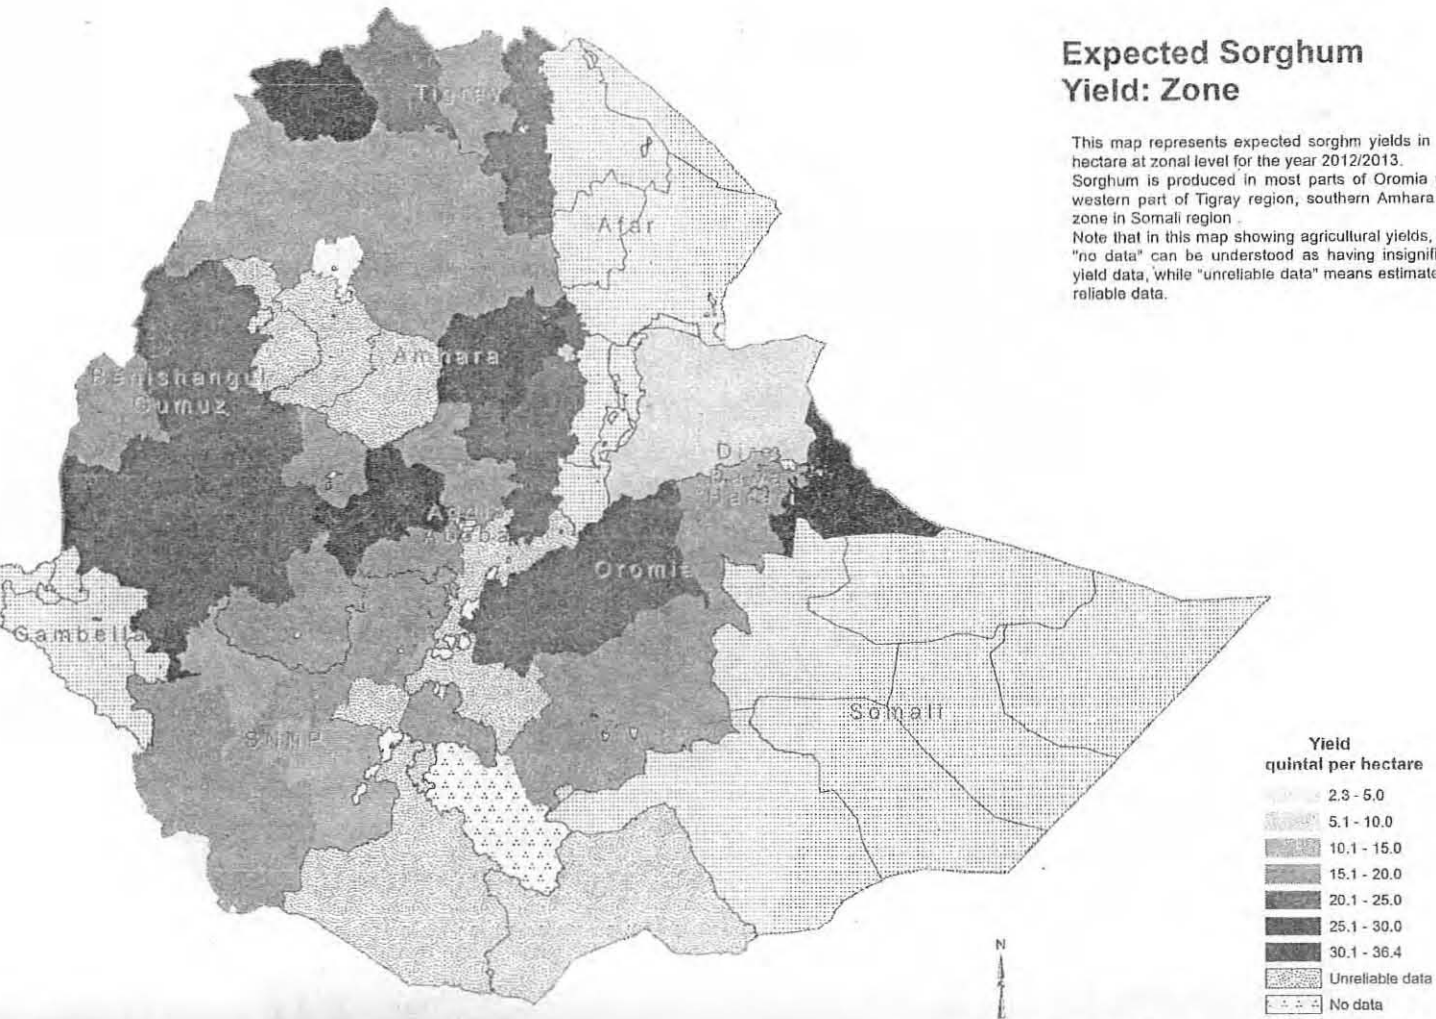 Expected Sorghum
Yield: Zone
This map represents expected sorghm yields in
hectare at zonal level for the year 2012/2013.
Sorghum is produced in most parts of Oromia
western part of Tigray region, southern Amhara
zone in Somali region .
Note that in this map showing agricultural yields,
"no data" can be understood as having insignifi
yield data, while "unreliable data" means estimate
reliable data.
Tigray
Afar
Amhara
Benishangul
Gumuz
Dire
Dawa
Addis
Ababa
Oromia
Gambella
Somali
SNNP
Yield
quintal per hectare
2.3 - 5.0
5.1 - 10.0
10.1 - 15.0
15.1 - 20.0
20.1 - 25.0
25.1 - 30.0
30.1 - 36.4
Unreliable data
No data
N